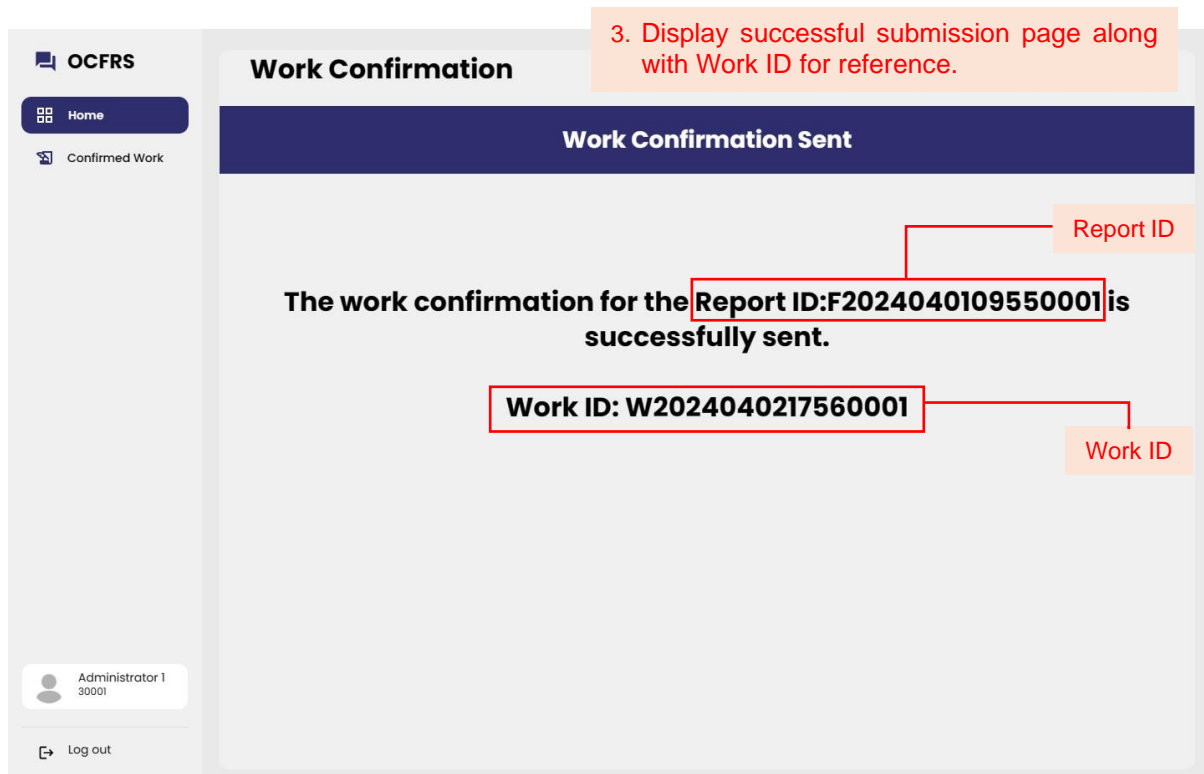 3. Display successful submission page along
with Work ID for reference.
OCFRS
Home
Confirmed Work
Work Confirmation
Work Confirmation Sent
Report ID
The work confirmation for the Report ID:F2024040109550001 is
successfully sent.
Work ID: W2024040217560001
Work ID
Administrator 1
30001
Log out